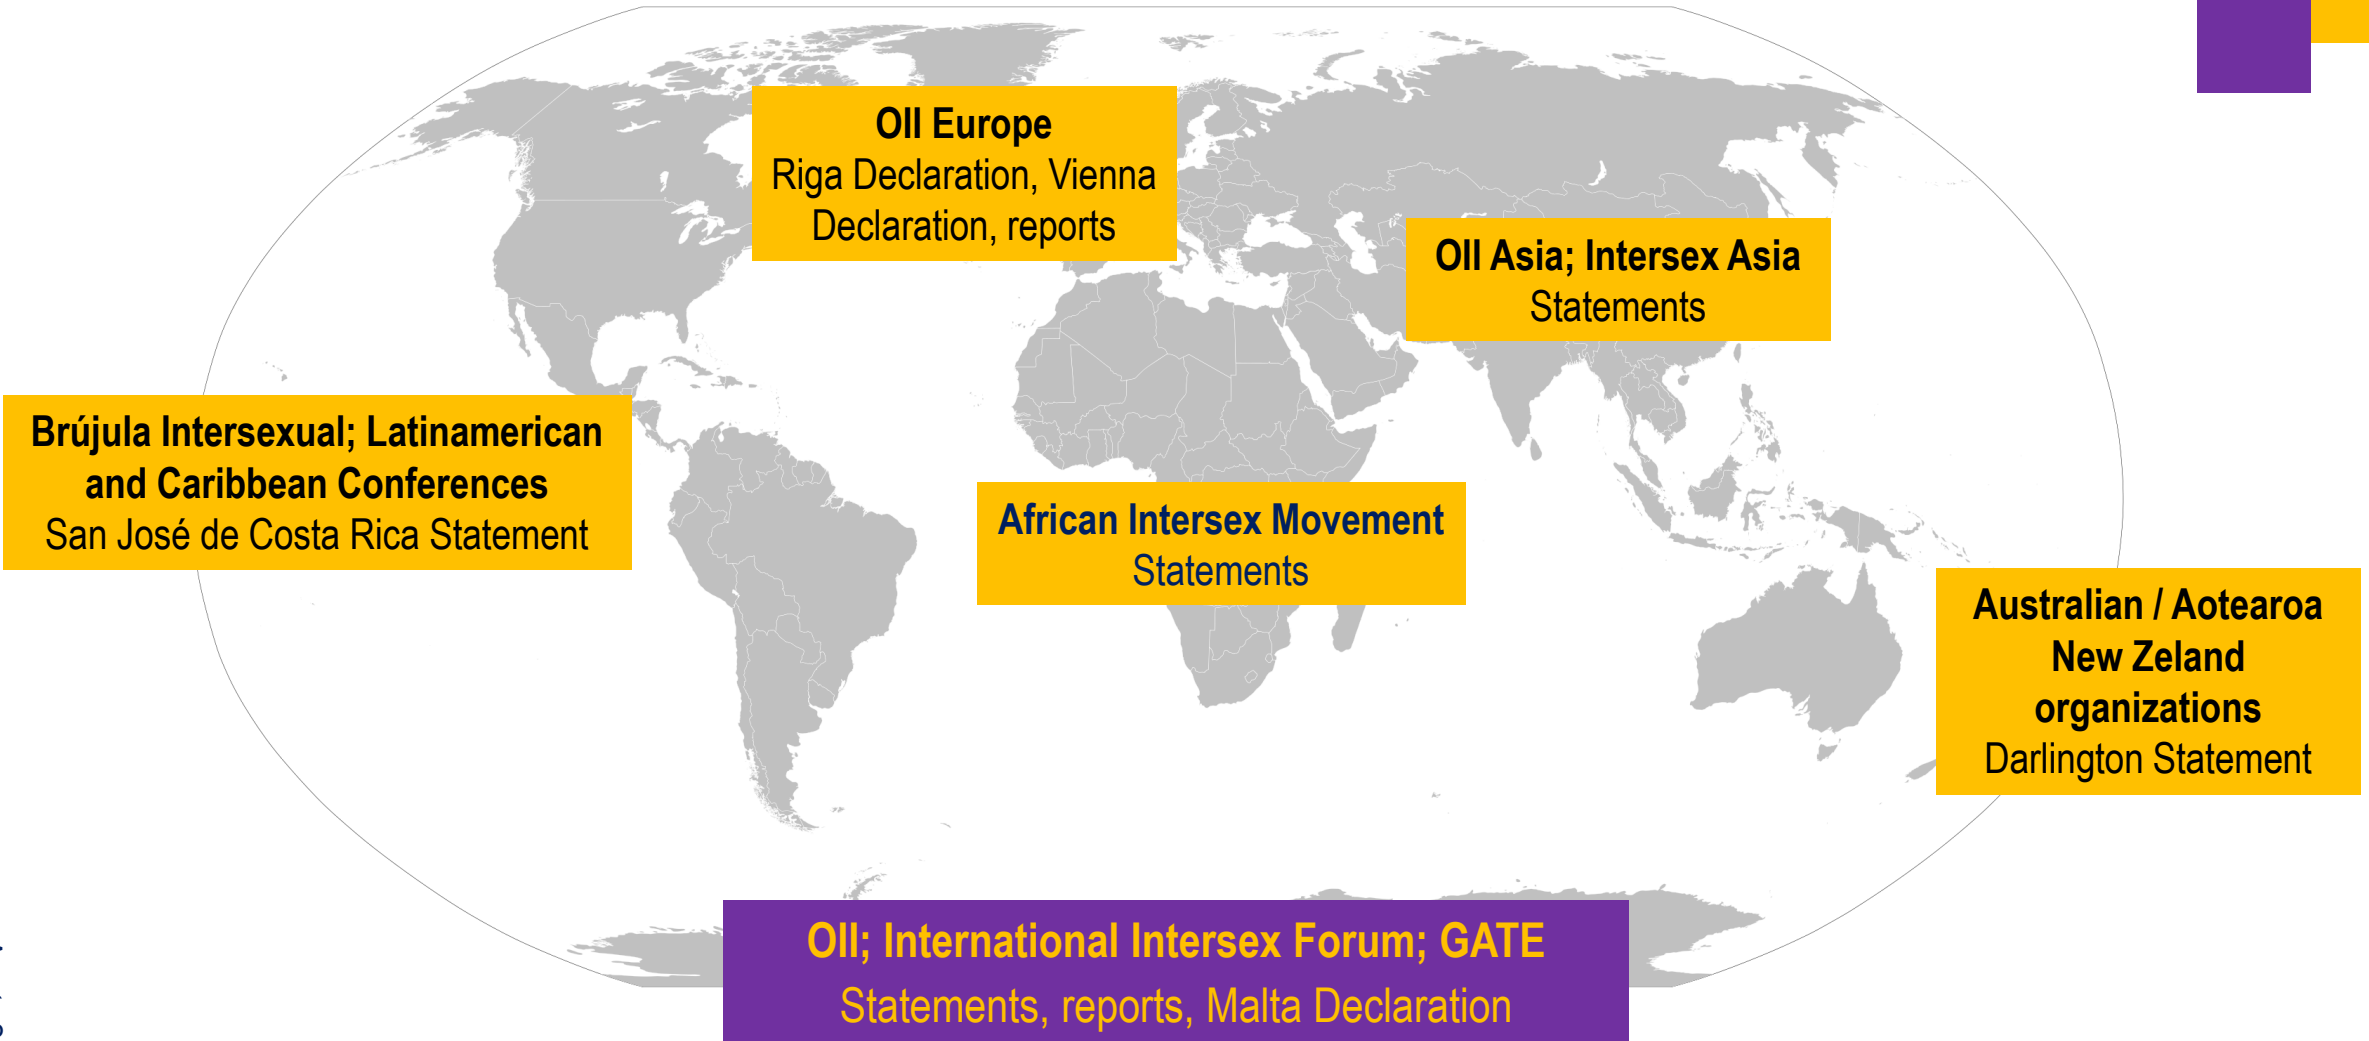 OII Europe
Riga Declaration, Vienna
Declaration, reports
OII Asia; Intersex Asia
Statements
Brújula Intersexual; Latinamerican
and Caribbean Conferences
San José de Costa Rica Statement
African Intersex Movement
Statements
Australian / Aotearoa
New Zeland
organizations
Darlington Statement
OII; International Intersex Forum; GATE
Statements, reports, Malta Declaration